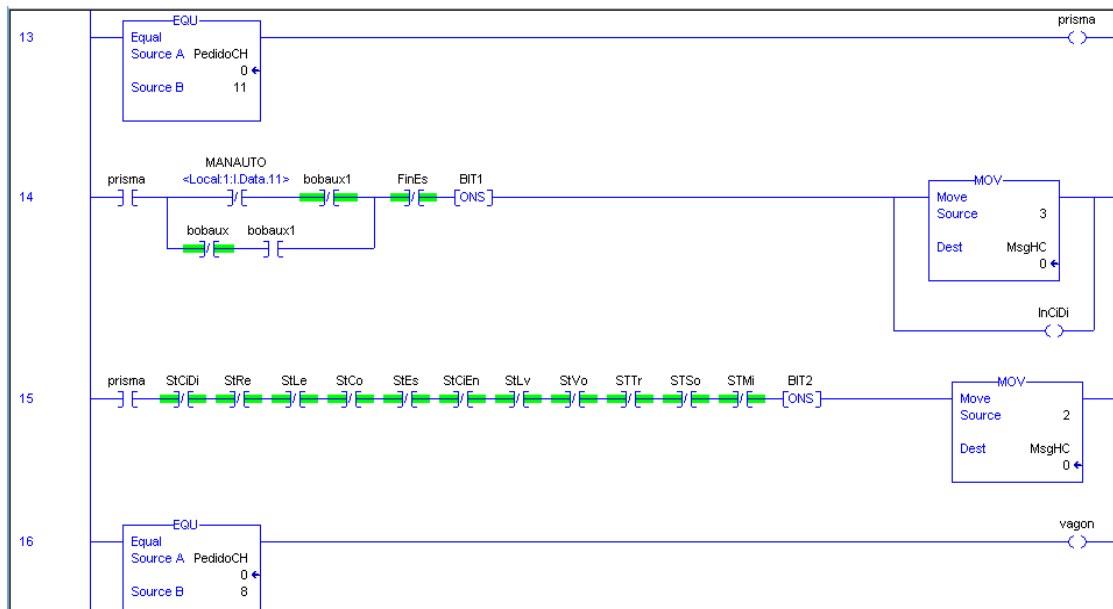 EQU
prisma
13
Equal
Source A PedidoCH
0
Source B 11
MANAUTO
prisma <Local:1:I.Data.11> bobaux1 FinEs BIT1
14
ONS
MOV
Move
Source 3
Dest MsgHC
0
bobaux bobaux1
InCiDi
prisma StCiDi StRe StLe StCo StEs StCiEn StLv StVo STTr STSo STMi BIT2
15
ONS
MOV
Move
Source 2
Dest MsgHC
0
EQU
vagon
16
Equal
Source A PedidoCH
0
Source B 8